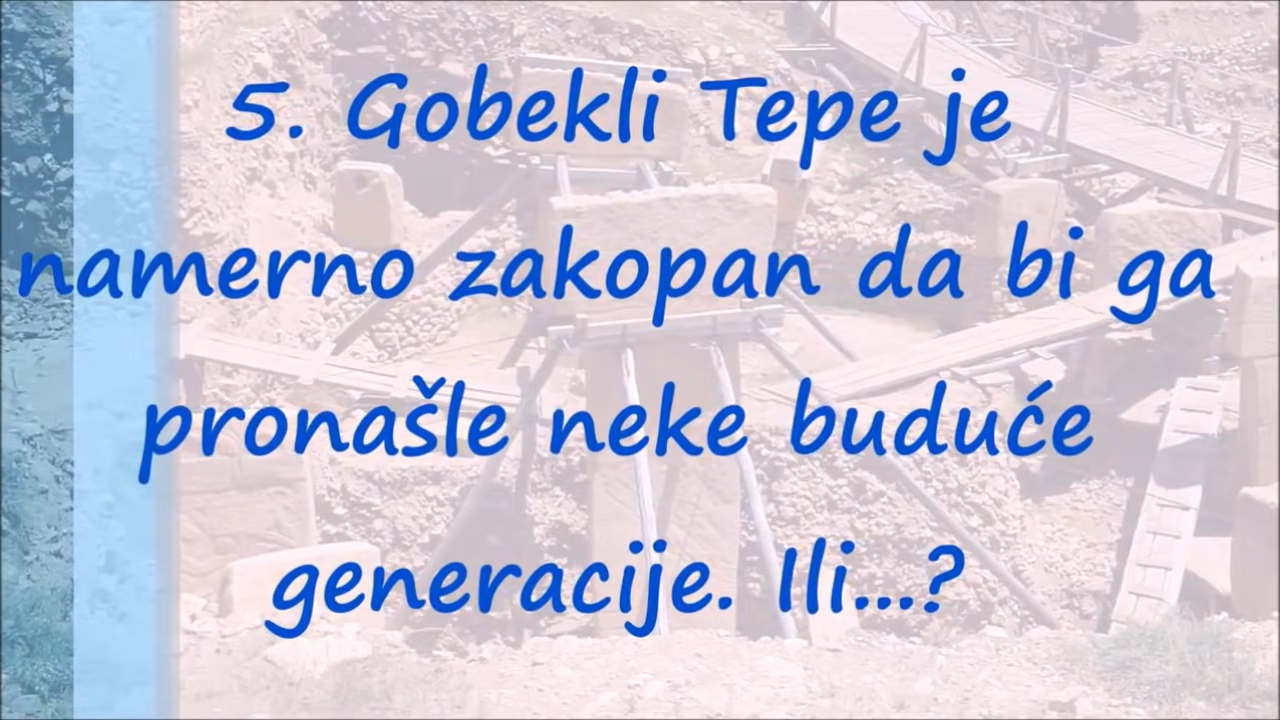 5. Gobekli Tepe je
namerno zakopan da bi ga
pronašle neke buduće
generacije. Ili...?